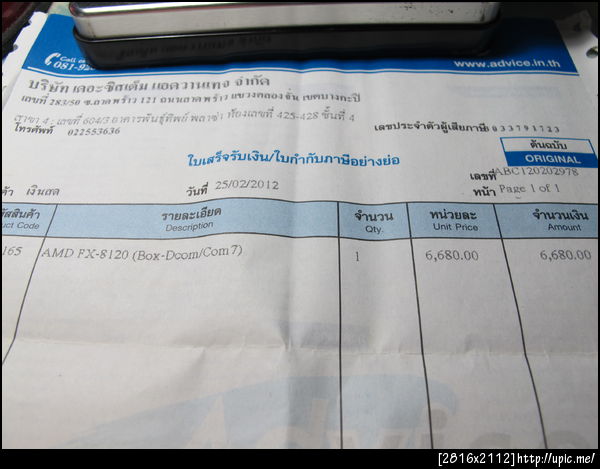 Call
081-92
www.advice.in.th
บริษัท เดอะซิสเต็ม แอดวานเทจ จำกัด
เลขที่ 283/50 ซ.ลาดพร้าว 121 ถนนลาดพร้าว แขวงคลองจั่น เขตบางกะปิ
สาขา 4 : เลขที่ 604/3 อาคารพันธุ์ทิพย์ พลาซ่า ห้องเลขที่ 425-428 ชั้นที่ 4
โทรศัพท์ 022553636
เลขประจำตัวผู้เสียภาษี 033791723
ต้นฉบับ
ORIGINAL
ใบเสร็จรับเงิน/ใบกำกับภาษีอย่างย่อ
เลขที่ ABC120202978
ค้า เงินสด วันที่ 25/02/2012 หน้า Page 1 of 1
หัสสินค้า รายละเอียด จำนวน หน่วยละ จำนวนเงิน
uct Code Description Qty. Unit Price Amount
165 AMD FX-8120 (Box-Dcom/Com7) 1 6,680.00 6,680.00
Advice
[2816x2112]http://upic.me/